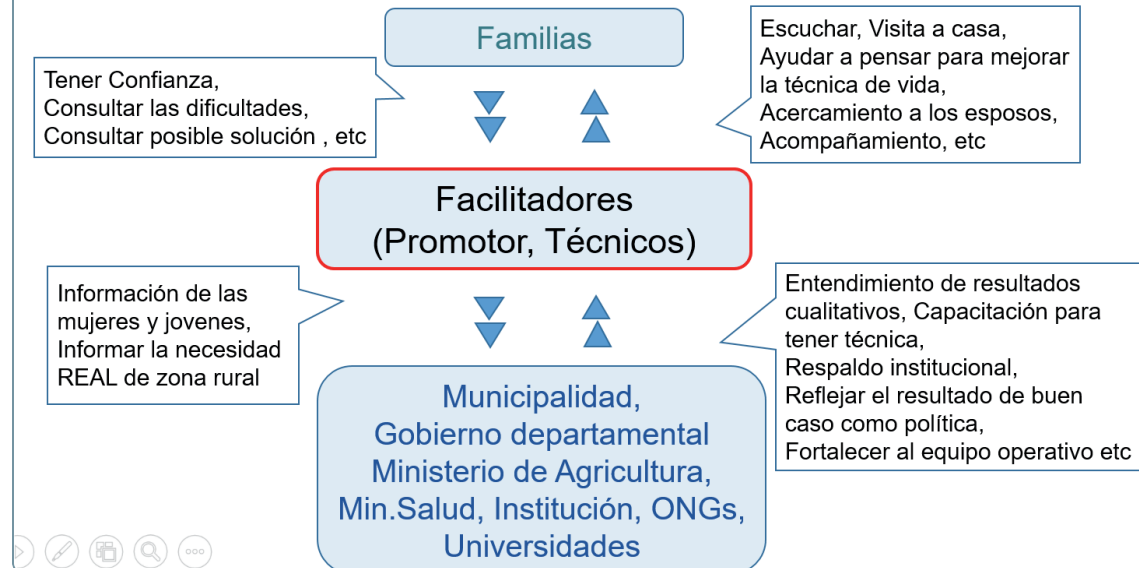 Familias
Tener Confianza,
Consultar las dificultades,
Consultar posible solución , etc
Escuchar, Visita a casa,
Ayudar a pensar para mejorar
la técnica de vida,
Acercamiento a los esposos,
Acompañamiento, etc
Facilitadores
(Promotor, Técnicos)
Información de las
mujeres y jovenes,
Informar la necesidad
REAL de zona rural
Entendimiento de resultados
cualitativos, Capacitación para
tener técnica,
Respaldo institucional,
Reflejar el resultado de buen
caso como política,
Fortalecer al equipo operativo etc
Municipalidad,
Gobierno departamental
Ministerio de Agricultura,
Min.Salud, Institución, ONGs,
Universidades